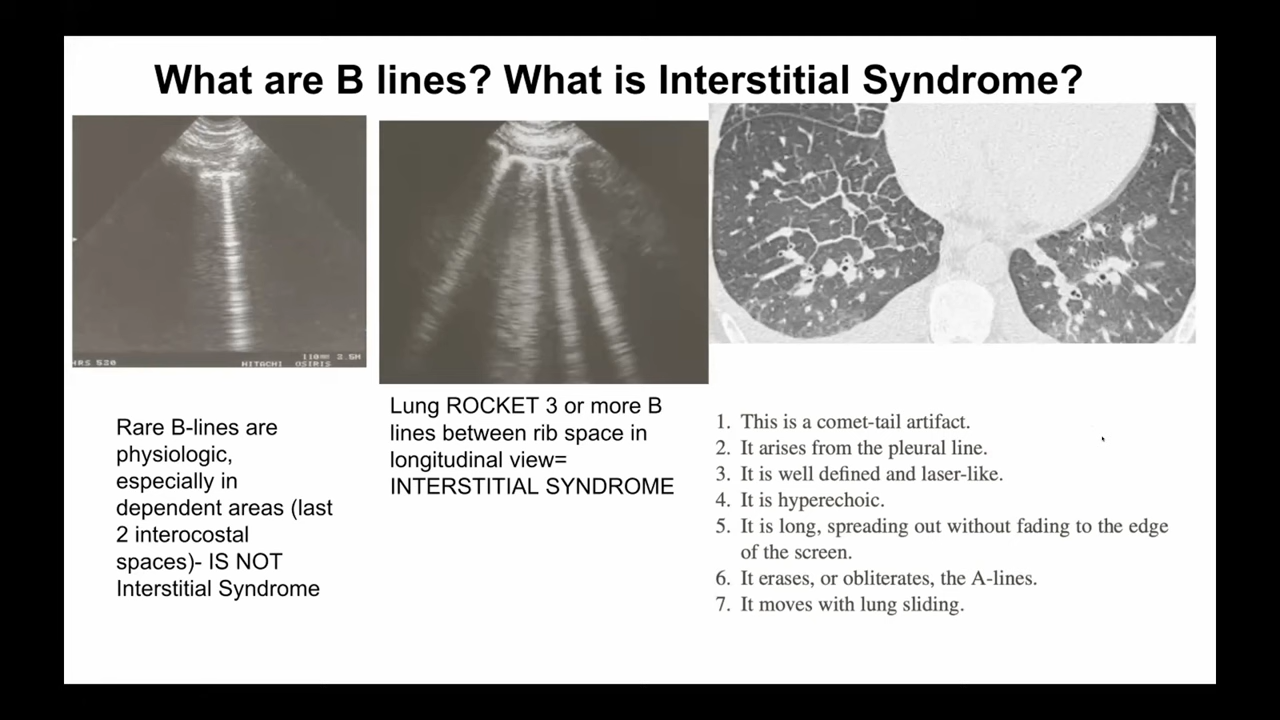 What are B lines? What is Interstitial Syndrome?
HRS 530
110mm 3.5M
HITACHI OSIRIS
Rare B-lines are
physiologic,
especially in
dependent areas (last
2 interocostal
spaces)- IS NOT
Interstitial Syndrome
Lung ROCKET 3 or more B
lines between rib space in
longitudinal view=
INTERSTITIAL SYNDROME
1. This is a comet-tail artifact.
2. It arises from the pleural line.
3. It is well defined and laser-like.
4. It is hyperechoic.
5. It is long, spreading out without fading to the edge
of the screen.
6. It erases, or obliterates, the A-lines.
7. It moves with lung sliding.